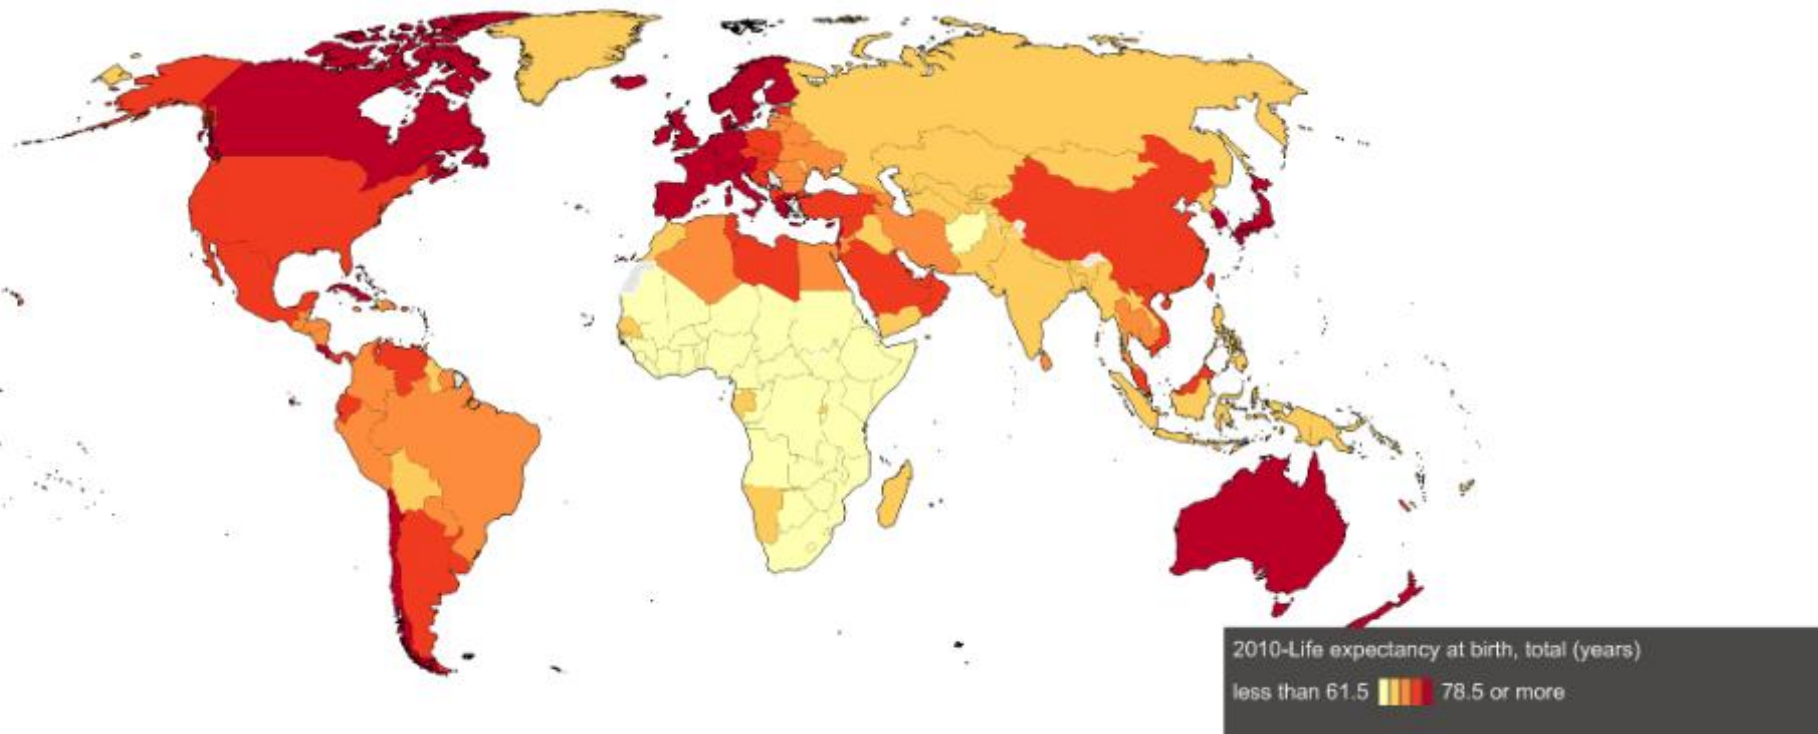 2010-Life expectancy at birth, total (years)
less than 61.5 78.5 or more